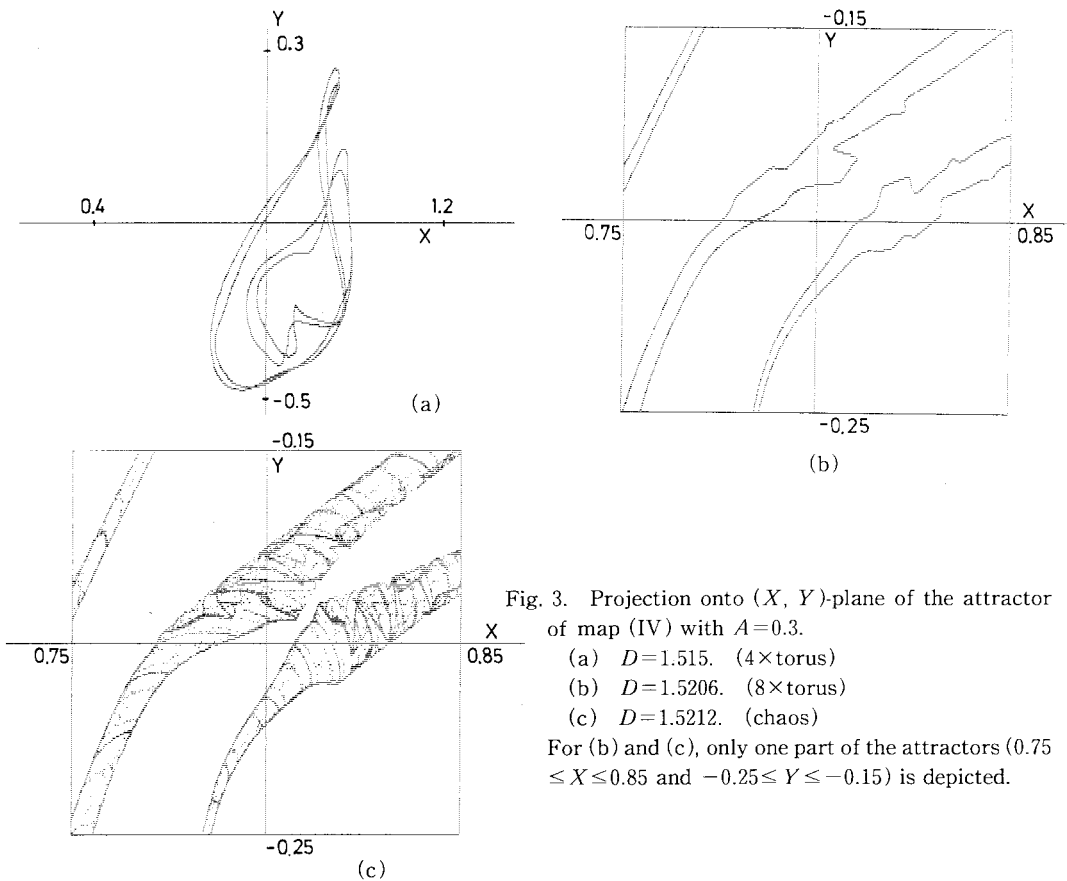 Y
0.3
0.4
1.2
X
-0.5
(a)
-0.15
Y
X
0.75
0.85
-0.25
(b)
-0.15
Y
X
0.75
0.85
-0.25
(c)
Fig. 3. Projection onto (X, Y)-plane of the attractor
of map (IV) with A=0.3.
(a) D=1.515. (4×torus)
(b) D=1.5206. (8×torus)
(c) D=1.5212. (chaos)
For (b) and (c), only one part of the attractors (0.75
≤X≤0.85 and −0.25≤Y≤−0.15) is depicted.